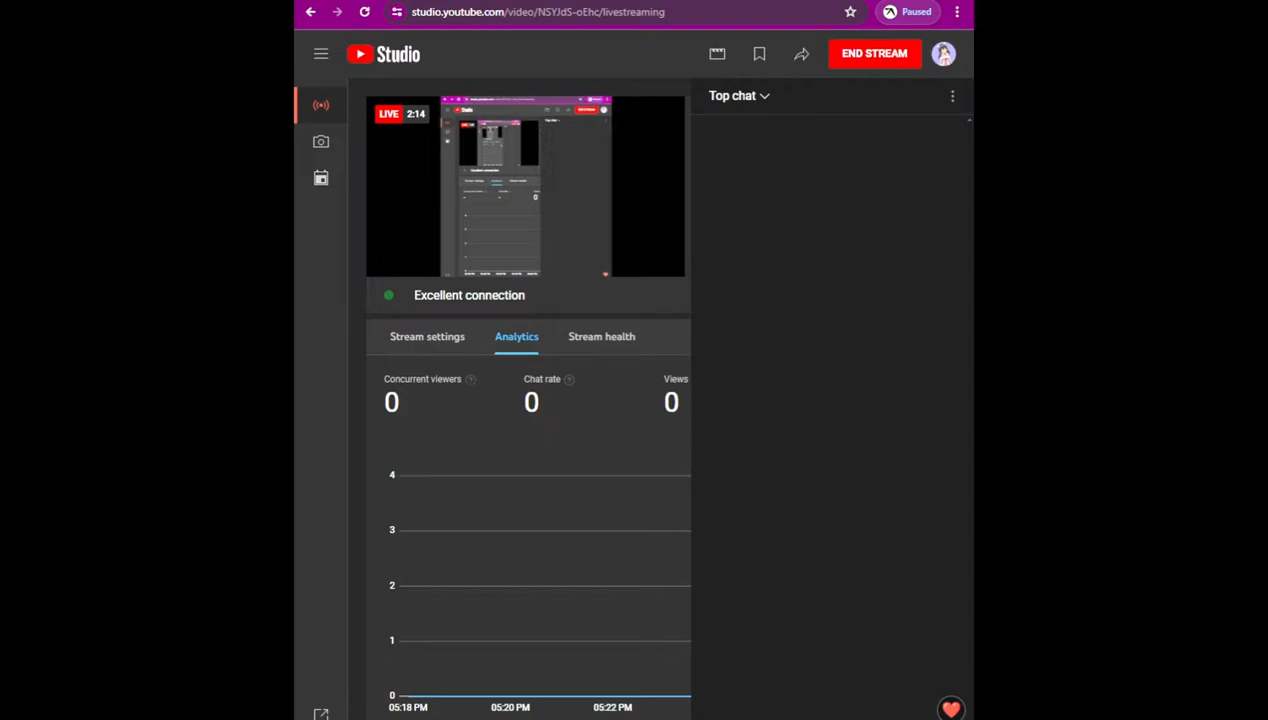 studio.youtube.com/video/NSYJdS-oEhc/livestreaming
Paused
Studio
END STREAM
LIVE 2:14
Top chat
Excellent connection
Stream settings Analytics Stream health
Concurrent viewers Chat rate Views
0 0 0
4
3
2
1
0
05:18 PM 05:20 PM 05:22 PM